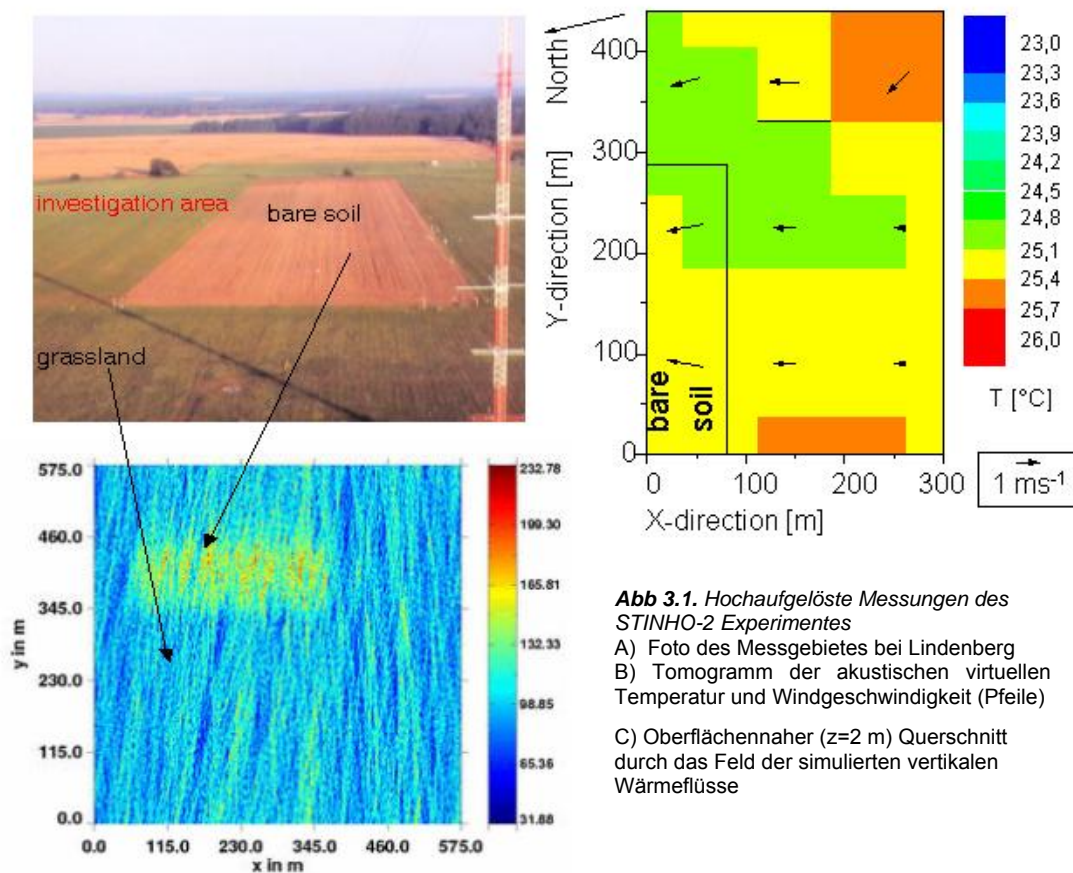 investigation area
bare soil
grassland
North
Y-direction [m]
400
300
200
100
0
bare
soil
0 100 200 300
X-direction [m]
23,0
23,3
23,6
23,9
24,2
24,5
24,8
25,1
25,4
25,7
26,0
T [°C]
1 ms-1
575.0
460.0
345.0
230.0
115.0
0.0
y in m
0.0 115.0 230.0 345.0 460.0 575.0
x in m
232.78
199.30
165.81
132.33
98.85
65.36
31.88
Abb 3.1. Hochaufgelöste Messungen des
STINHO-2 Experimentes
A) Foto des Messgebietes bei Lindenberg
B) Tomogramm der akustischen virtuellen
Temperatur und Windgeschwindigkeit (Pfeile)
C) Oberflächennaher (z=2 m) Querschnitt
durch das Feld der simulierten vertikalen
Wärmeflüsse